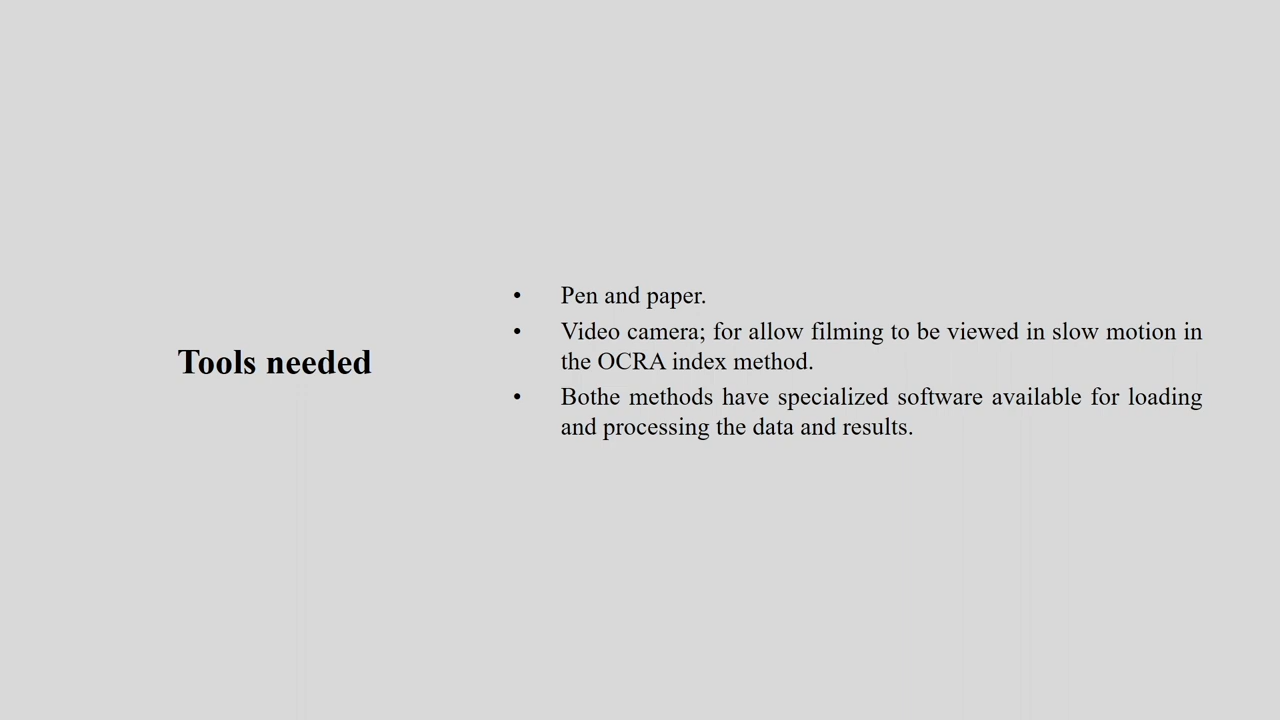 Tools needed
• Pen and paper.
• Video camera; for allow filming to be viewed in slow motion in
the OCRA index method.
• Bothe methods have specialized software available for loading
and processing the data and results.